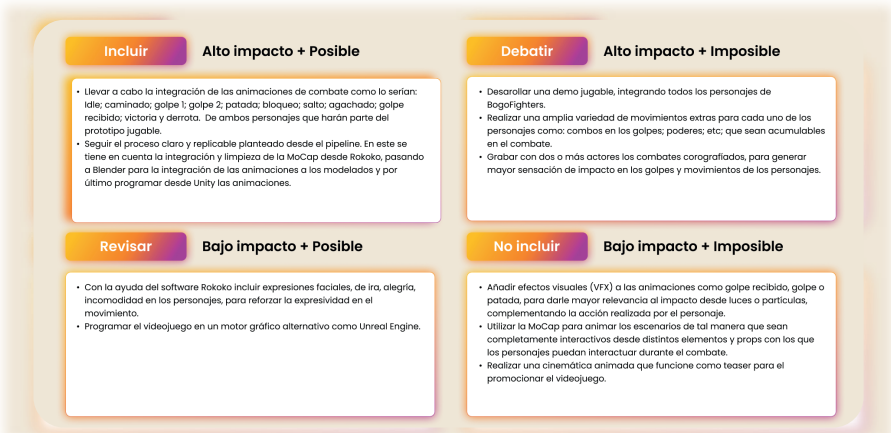 Incluir
Alto impacto + Posible
• Llevar a cabo la integración de las animaciones de combate como lo serían:
Idle; caminado; golpe 1; golpe 2; patada; bloqueo; salto; agachado; golpe
recibido; victoria y derrota.  De ambos personajes que harán parte del
prototipo jugable.
• Seguir el proceso claro y replicable planteado desde el pipeline. En este se
tiene en cuenta la integración y limpieza de la MoCap desde Rokoko, pasando
a Blender para la integración de las animaciones a los modelados y por
último programar desde Unity las animaciones.
Debatir
Alto impacto + Imposible
• Desarollar una demo jugable, integrando todos los personajes de
BogoFighters.
• Realizar una amplia variedad de movimientos extras para cada uno de los
personajes como: combos en los golpes; poderes; etc; que sean acumulables
en el combate.
• Grabar con dos o más actores los combates corografíados, para generar
mayor sensación de impacto en los golpes y movimientos de los personajes.
Revisar
Bajo impacto + Posible
• Con la ayuda del software Rokoko incluir expresiones faciales, de ira, alegría,
incomodidad en los personajes, para reforzar la expresividad en el
movimiento.
• Programar el videojuego en un motor gráfico alternativo como Unreal Engine.
No incluir
Bajo impacto + Imposible
• Añadir efectos visuales (VFX) a las animaciones como golpe recibido, golpe o
patada, para darle mayor relevancia al impacto desde luces o partículas,
complementando la acción realizada por el personaje.
• Utilizar la MoCap para animar los escenarios de tal manera que sean
completamente interactivos desde distintos elementos y props con los que
los personajes puedan interactuar durante el combate.
• Realizar una cinemática animada que funcione como teaser para el
promocionar el videojuego.